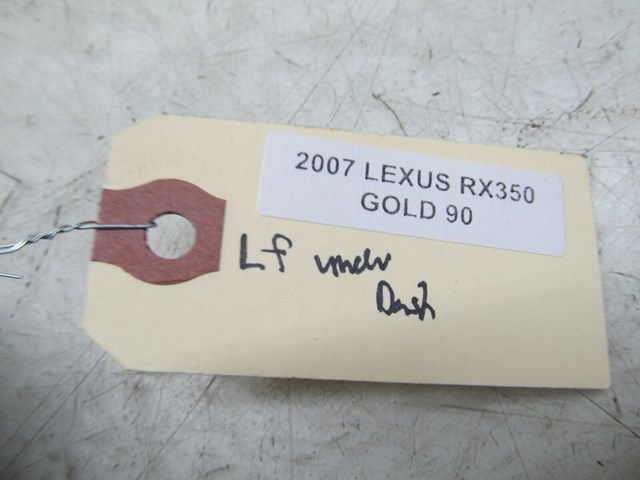 2007 LEXUS RX350
GOLD 90
Lf under
Dash